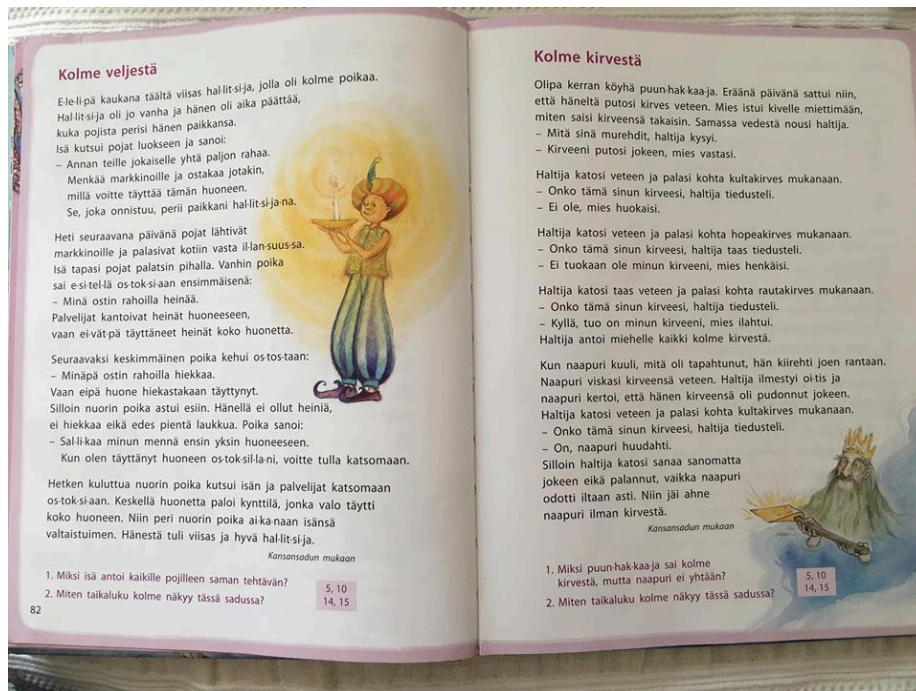 Kolme veljestä
E·le·li·pä kaukana täältä viisas hal·lit·si·ja, jolla oli kolme poikaa.
Hal·lit·si·ja oli jo vanha ja hänen oli aika päättää,
kuka pojista perisi hänen paikkansa.
Isä kutsui pojat luokseen ja sanoi:
– Annan teille jokaiselle yhtä paljon rahaa.
Menkää markkinoille ja ostakaa jotakin,
millä voitte täyttää tämän huoneen.
Se, joka onnistuu, perii paikkani hal·lit·si·ja·na.
Heti seuraavana päivänä pojat lähtivät
markkinoille ja palasivat kotiin vasta il·lan·suus·sa.
Isä tapasi pojat palatsin pihalla. Vanhin poika
sai e·si·tel·lä os·tok·si·aan ensimmäisenä:
– Minä ostin rahoilla heinää.
Palvelijat kantoivat heinät huoneeseen,
vaan ei·vät·pä täyttäneet heinät koko huonetta.
Seuraavaksi keskimmäinen poika kehui os·tos·taan:
– Minäpä ostin rahoilla hiekkaa.
Vaan eipä huone hiekastakaan täyttynyt.
Silloin nuorin poika astui esiin. Hänellä ei ollut heiniä,
ei hiekkaa eikä edes pientä laukkua. Poika sanoi:
– Sal·li·kaa minun mennä ensin yksin huoneeseen.
Kun olen täyttänyt huoneen os·tok·sil·la·ni, voitte tulla katsomaan.
Hetken kuluttua nuorin poika kutsui isän ja palvelijat katsomaan
os·tok·si·aan. Keskellä huonetta paloi kynttilä, jonka valo täytti
koko huoneen. Niin peri nuorin poika ai·ka·naan isänsä
valtaistuimen. Hänestä tuli viisas ja hyvä hal·lit·si·ja.
Kansansadun mukaan
1. Miksi isä antoi kaikille pojilleen saman tehtävän?
2. Miten taikaluku kolme näkyy tässä sadussa?
5, 10
14, 15
82
Kolme kirvestä
Olipa kerran köyhä puun·hak·kaa·ja. Eräänä päivänä sattui niin,
että häneltä putosi kirves veteen. Mies istui kivelle miettimään,
miten saisi kirveensä takaisin. Samassa vedestä nousi haltija.
– Mitä sinä murehdit, haltija kysyi.
– Kirveeni putosi jokeen, mies vastasi.
Haltija katosi veteen ja palasi kohta kultakirves mukanaan.
– Onko tämä sinun kirveesi, haltija tiedusteli.
– Ei ole, mies huokaisi.
Haltija katosi veteen ja palasi kohta hopeakirves mukanaan.
– Onko tämä sinun kirveesi, haltija taas tiedusteli.
– Ei tuokaan ole minun kirveeni, mies henkäisi.
Haltija katosi taas veteen ja palasi kohta rautakirves mukanaan.
– Onko tämä sinun kirveesi, haltija tiedusteli.
– Kyllä, tuo on minun kirveeni, mies ilahtui.
Haltija antoi miehelle kaikki kolme kirvestä.
Kun naapuri kuuli, mitä oli tapahtunut, hän kiirehti joen rantaan.
Naapuri viskasi kirveensä veteen. Haltija ilmestyi oi·tis ja
naapuri kertoi, että hänen kirveensä oli pudonnut jokeen.
Haltija katosi veteen ja palasi kohta kultakirves mukanaan.
– Onko tämä sinun kirveesi, haltija tiedusteli.
– On, naapuri huudahti.
Silloin haltija katosi sanaa sanomatta
jokeen eikä palannut, vaikka naapuri
odotti iltaan asti. Niin jäi ahne
naapuri ilman kirvestä.
Kansansadun mukaan
1. Miksi puun·hak·kaa·ja sai kolme
kirvestä, mutta naapuri ei yhtään?
2. Miten taikaluku kolme näkyy tässä sadussa?
5, 10
14, 15